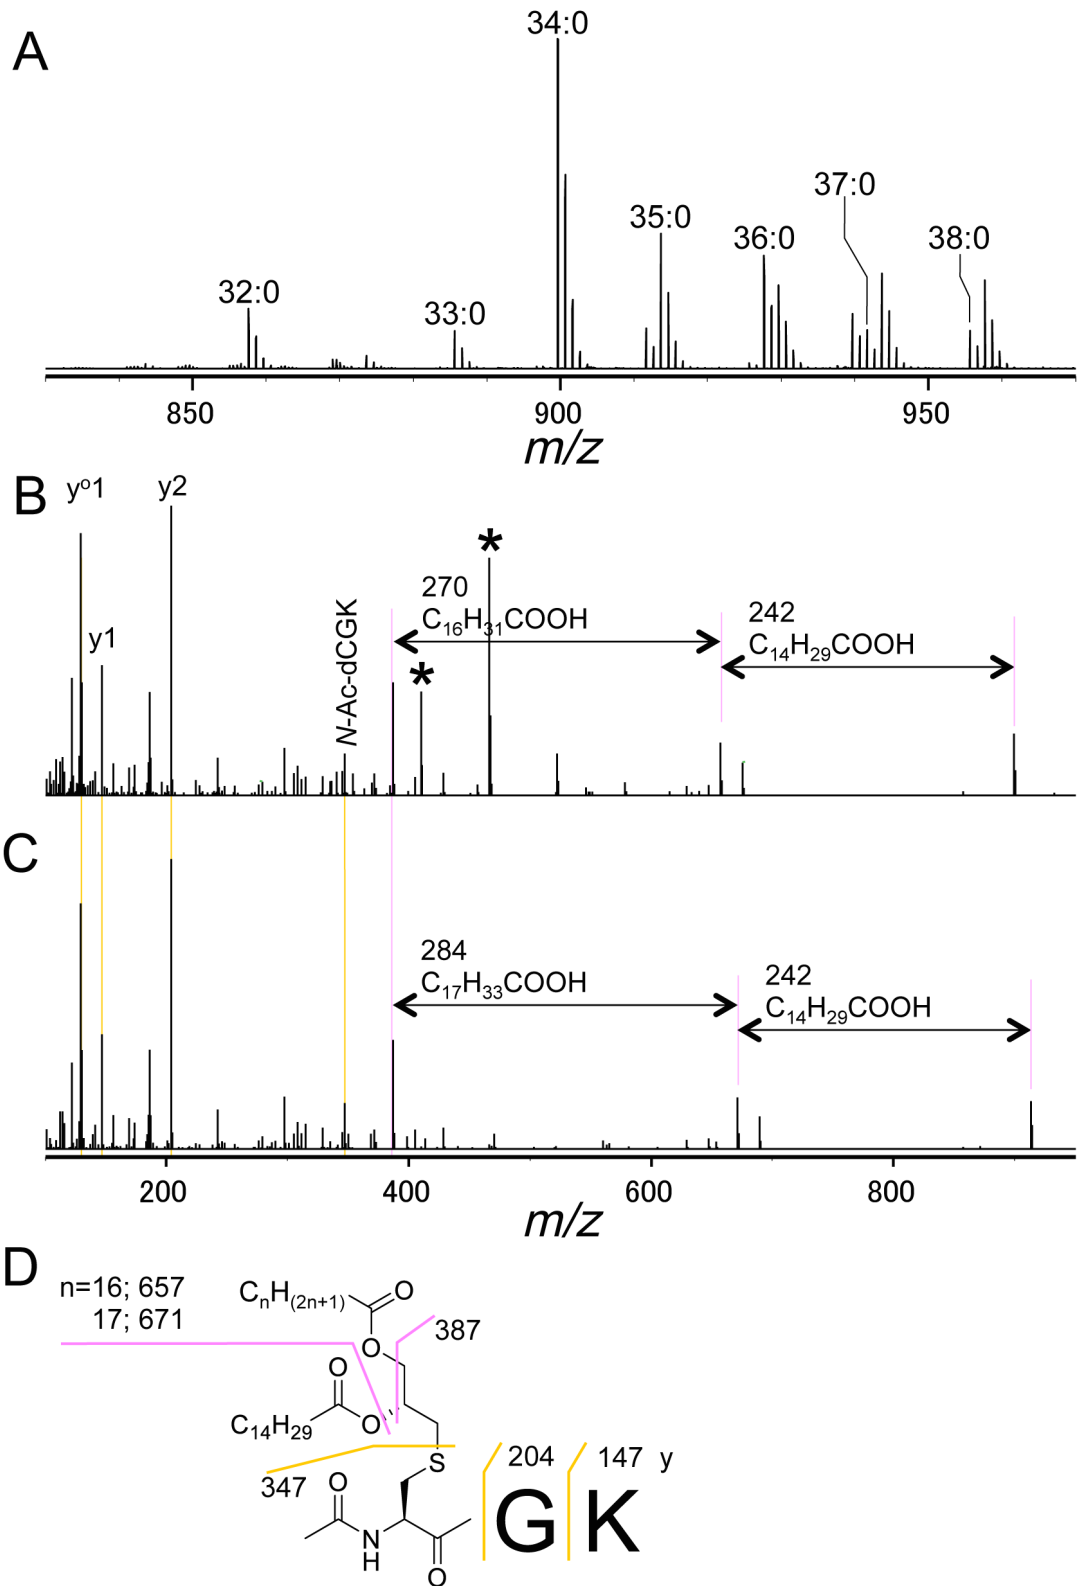 A
34:0
37:0
35:0
36:0
38:0
32:0
33:0
850
900
950
m/z
B
yº1
y2
*
270
C₁₆H₃₁COOH
242
C₁₄H₂₉COOH
y1
*
N-Ac-dCGK
C
284
C₁₇H₃₃COOH
242
C₁₄H₂₉COOH
200
400
600
800
m/z
D
n=16; 657
17; 671
CₙH₍₂ₙ₊₁₎
O
O
387
O
C₁₄H₂₉
O
S
347
O
204
147 y
G
K
N
H
O